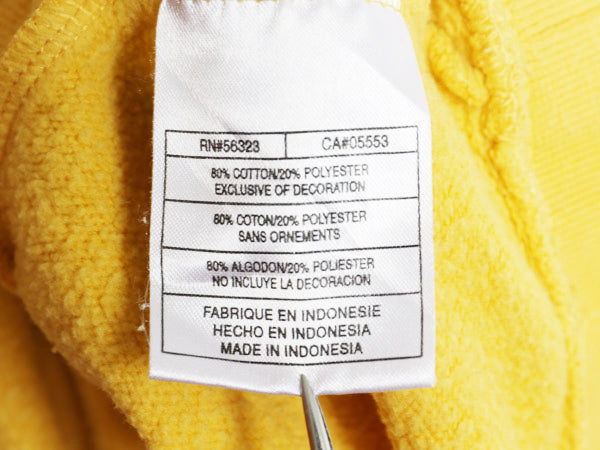 RN#56323 CA#05553
80% COTTON/20% POLYESTER
EXCLUSIVE OF DECORATION
80% COTON/20% POLYESTER
SANS ORNEMENTS
80% ALGODON/20% POLIESTER
NO INCLUYE LA DECORACION
FABRIQUE EN INDONESIE
HECHO EN INDONESIA
MADE IN INDONESIA